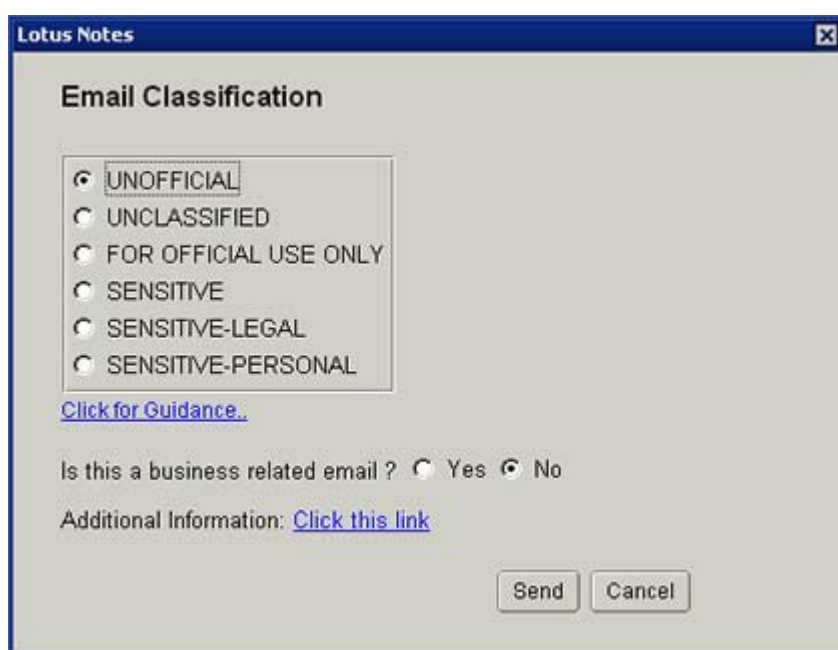 Lotus Notes
Email Classification
UNOFFICIAL
UNCLASSIFIED
FOR OFFICIAL USE ONLY
SENSITIVE
SENSITIVE-LEGAL
SENSITIVE-PERSONAL
Click for Guidance..
Is this a business related email ? Yes No
Additional Information: Click this link
Send Cancel